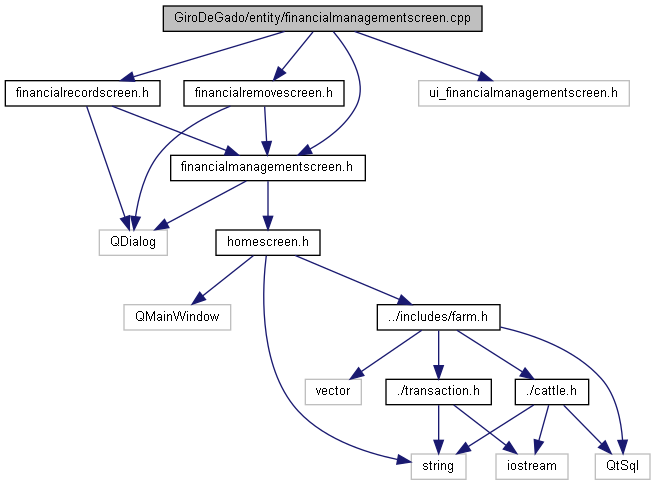 GiroDeGado/entity/financialmanagementscreen.cpp
financialrecordscreen.h
financialremovescreen.h
ui_financialmanagementscreen.h
financialmanagementscreen.h
QDialog
homescreen.h
QMainWindow
../includes/farm.h
vector
./transaction.h
./cattle.h
string
iostream
QtSql